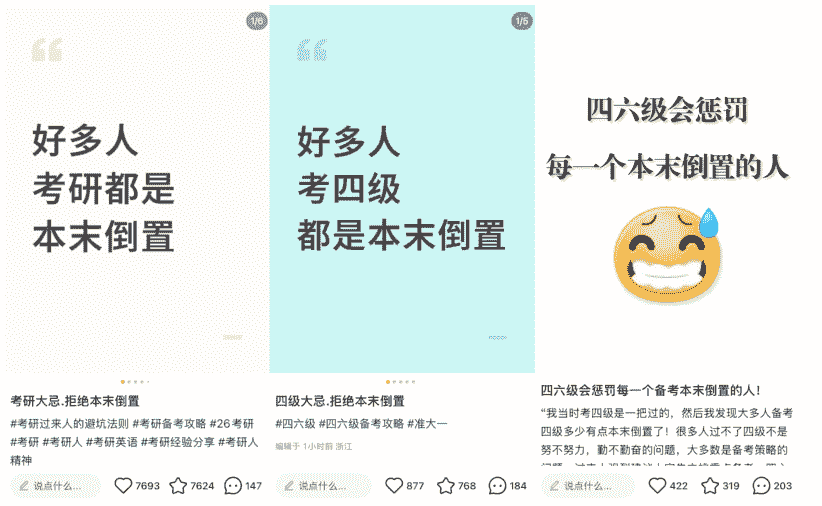 1/6
好多人
考研都是
本末倒置
考研大忌.拒绝本末倒置
#考研过来人的避坑法则 #考研备考攻略 #26考研
#考研 #考研人 #考研英语 #考研经验分享 #考研人
精神
说点什么...
7693
7624
147
1/5
好多人
考四级
都是本末倒置
四级大忌.拒绝本末倒置
#四六级 #四六级备考攻略 #准大一
编辑于 1小时前 浙江
说点什么...
877
768
184
四六级会惩罚
每一个本末倒置的人
四六级会惩罚每一个备考本末倒置的人！
“我当时考四级是一把过的，然后我发现大多人备考
四级多少有点本末倒置了！很多人过不了四级不是
努不努力，勤不勤奋的问题，大多数是备考策略的
说点什么...
422
319
203